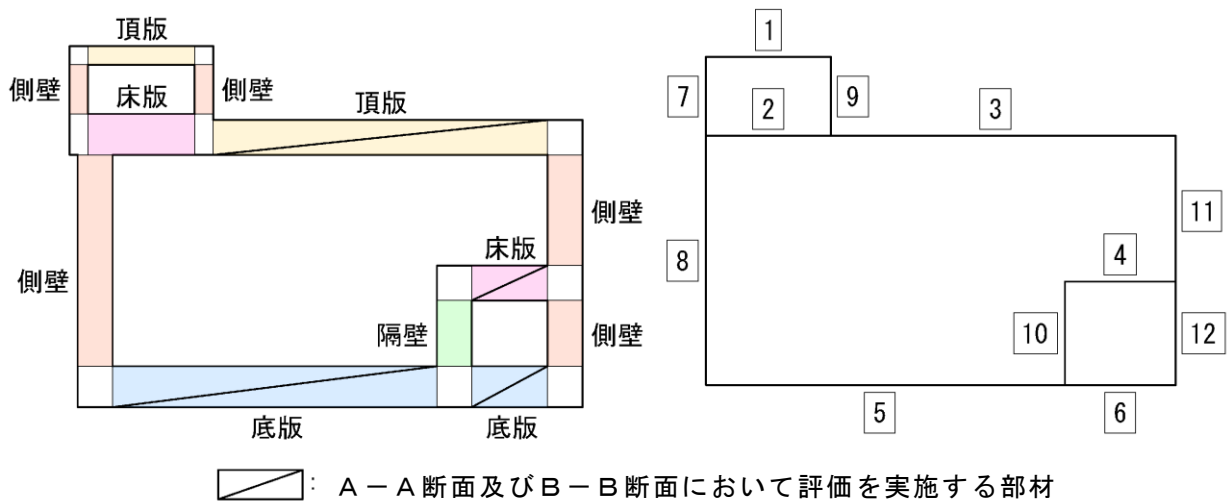 頂版
側壁
床版
側壁
頂版
側壁
床版
側壁
隔壁
側壁
底版
底版
1
7
2
9
3
11
8
4
10
12
5
6
: A－A断面及びB－B断面において評価を実施する部材